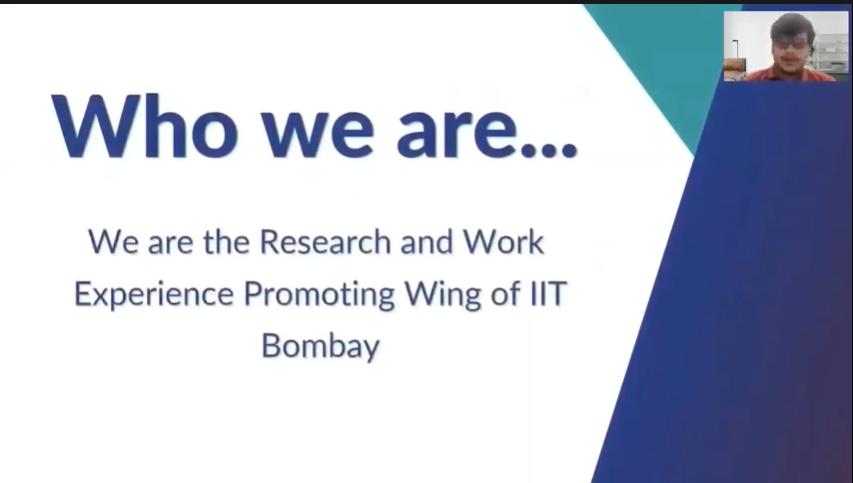 Who we are...
We are the Research and Work
Experience Promoting Wing of IIT
Bombay